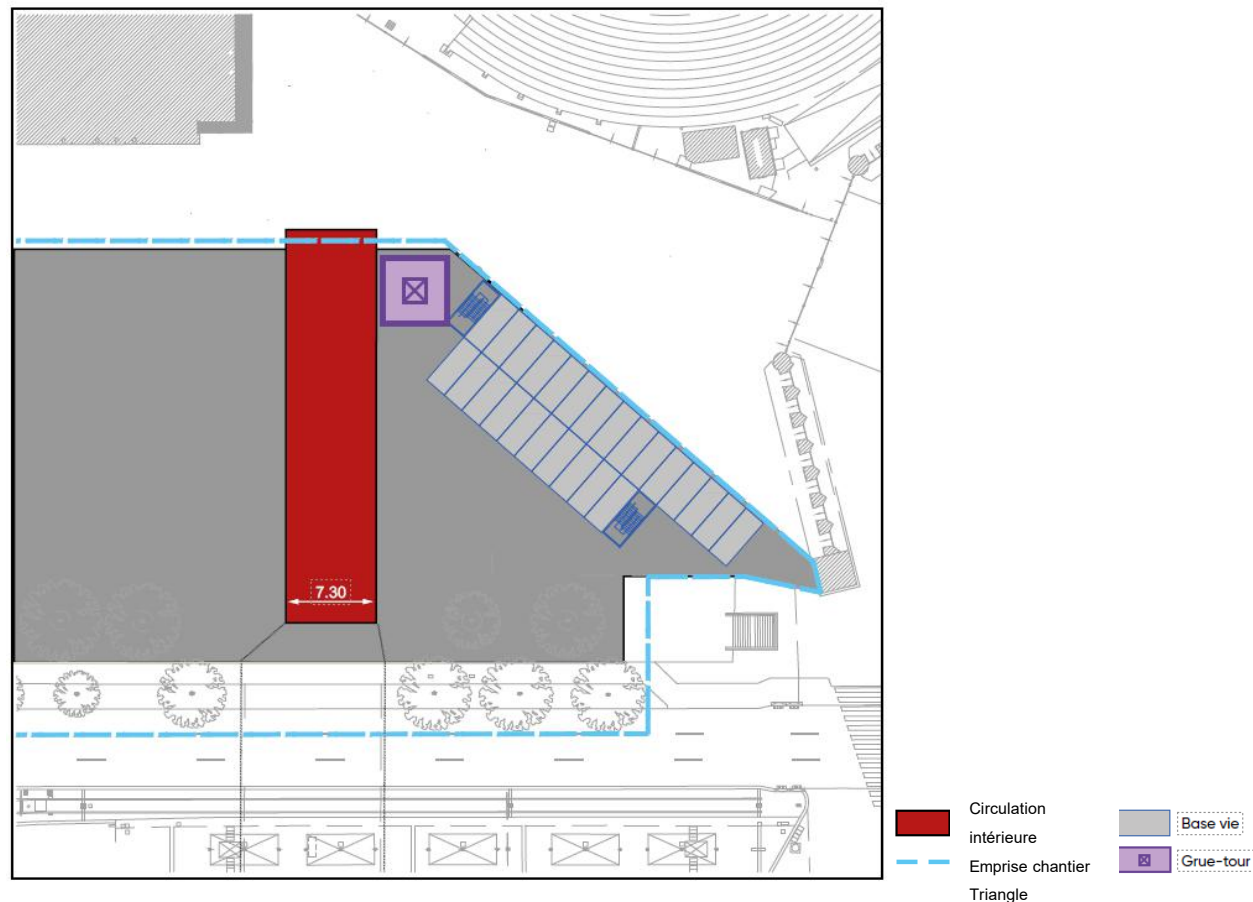 7.30
Circulation
intérieure
Emprise chantier
Triangle
Base vie
Grue-tour